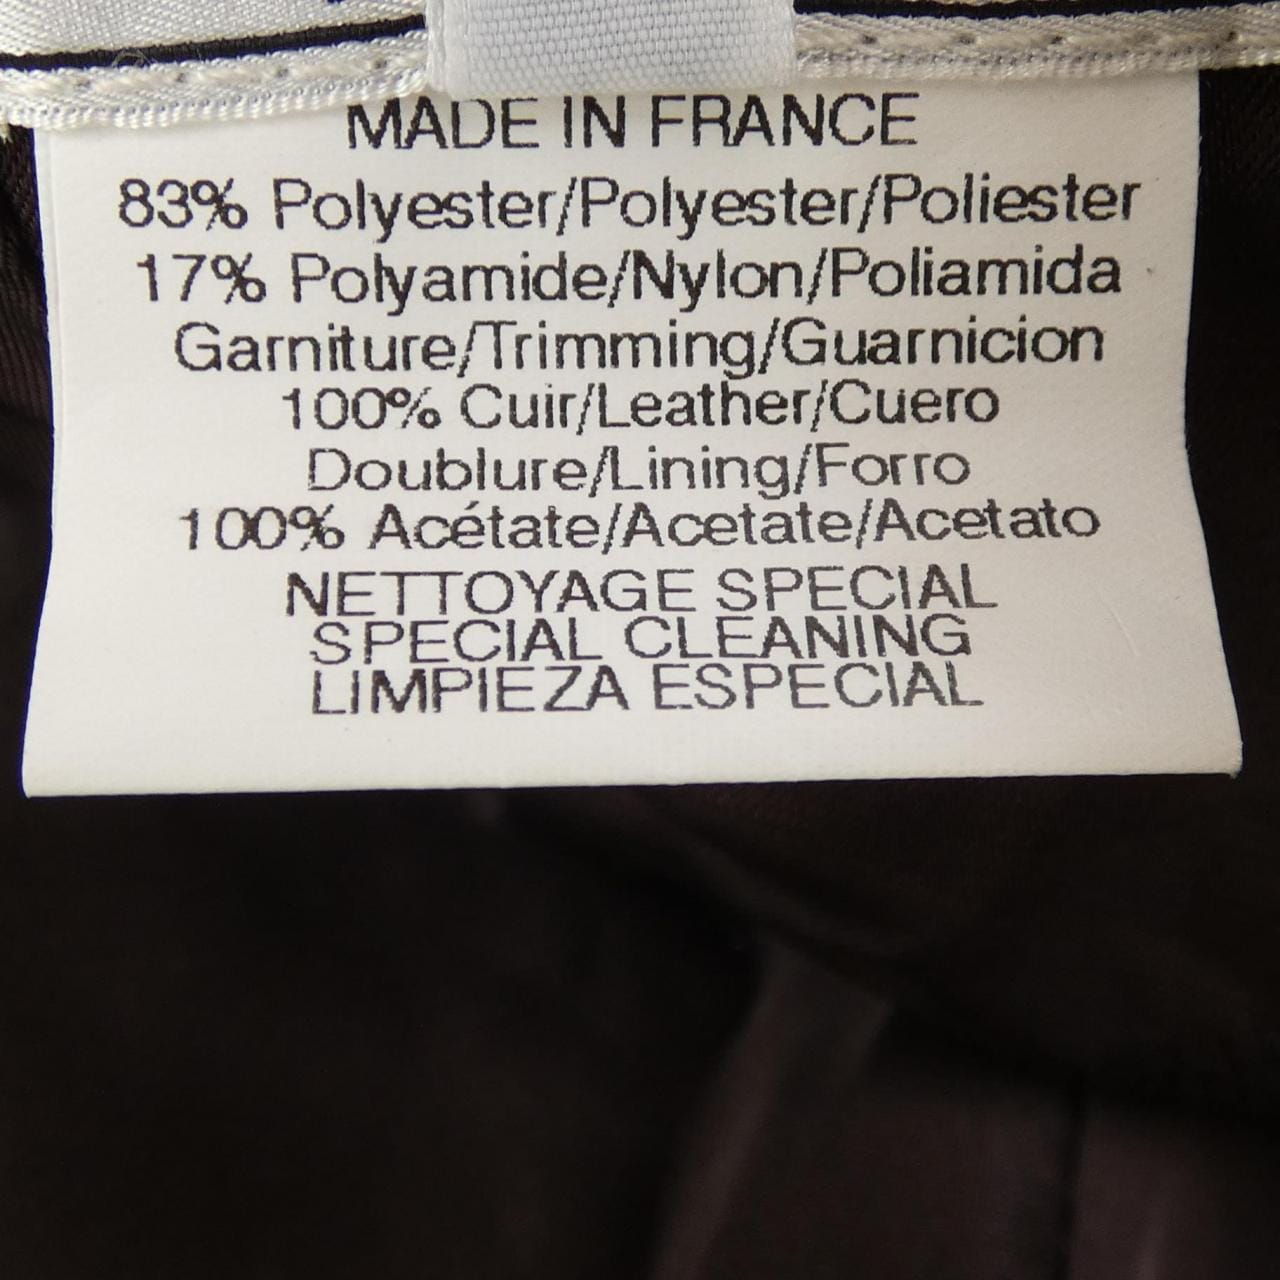 MADE IN FRANCE
83% Polyester/Polyester/Poliester
17% Polyamide/Nylon/Poliamida
Garniture/Trimming/Guarnicion
100% Cuir/Leather/Cuero
Doublure/Lining/Forro
100% Acétate/Acetate/Acetato
NETTOYAGE SPECIAL
SPECIAL CLEANING
LIMPIEZA ESPECIAL